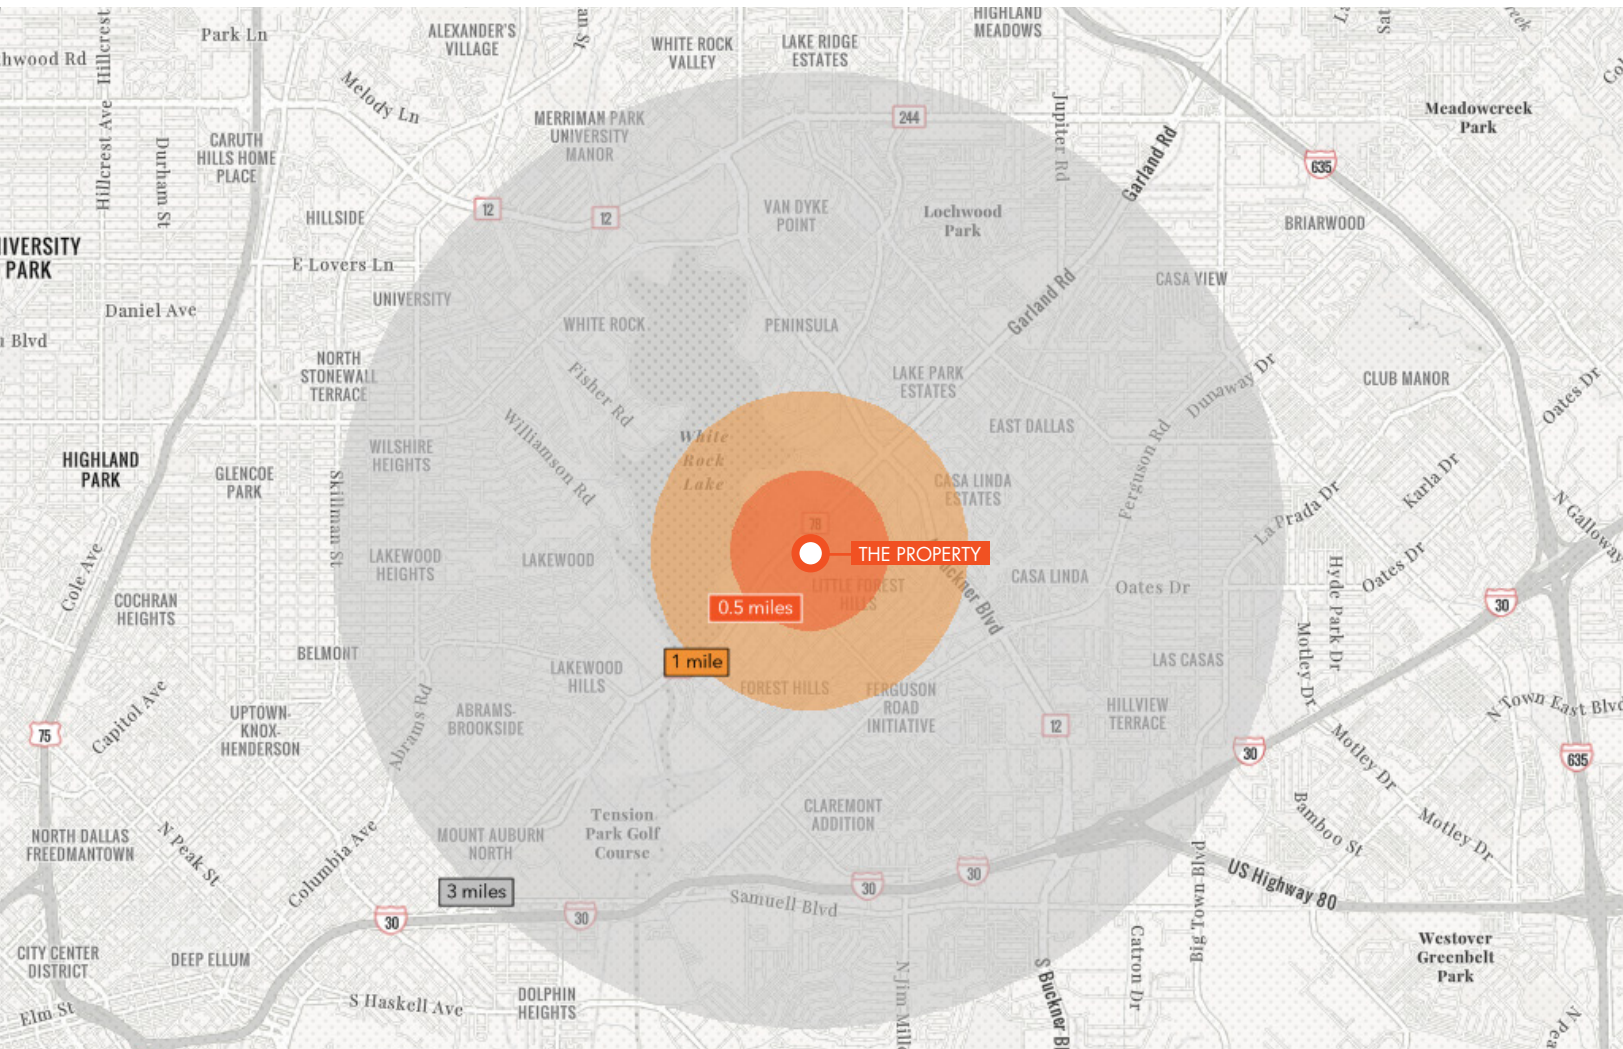 HIGHLAND
MEADOWS
Park Ln
ALEXANDER'S
VILLAGE
an St
WHITE ROCK
VALLEY
LAKE RIDGE
ESTATES
hwood Rd
Hillcrest
Melody Ln
MERRIMAN PARK
UNIVERSITY
MANOR
244
Jupiter Rd
Garland Rd
Meadowcreek
Park
635
Hillcrest Ave
Durham St
CARUTH
HILLS HOME
PLACE
12
12
HILLSIDE
VAN DYKE
POINT
Lochwood
Park
BRIARWOOD
IVERSITY
PARK
E Lovers Ln
UNIVERSITY
CASA VIEW
Daniel Ave
WHITE ROCK
PENINSULA
Garland Rd
Blvd
NORTH
STONEWALL
TERRACE
Fisher Rd
LAKE PARK
ESTATES
Dunaway Dr
CLUB MANOR
Oates Dr
Williamson Rd
White
Rock
Lake
EAST DALLAS
WILSHIRE
HEIGHTS
HIGHLAND
PARK
GLENCOE
PARK
Skillman St
CASA LINDA
ESTATES
Ferguson Rd
La Prada Dr
Karla Dr
N Galloway
78
THE PROPERTY
Cole Ave
LAKEWOOD
HEIGHTS
LAKEWOOD
LITTLE FOREST
HILLS
uckner Blvd
CASA LINDA
Oates Dr
Hyde Park Dr
Oates Dr
30
COCHRAN
HEIGHTS
0.5 miles
BELMONT
1 mile
LAKEWOOD
HILLS
FOREST HILLS
FERGUSON
ROAD
INITIATIVE
LAS CASAS
Motley Dr
HILLVIEW
TERRACE
N Town East Blvd
75
Capitol Ave
UPTOWN-
KNOX-
HENDERSON
Abrams Rd
ABRAMS-
BROOKSIDE
12
30
Motley Dr
635
NORTH DALLAS
FREEDMANTOWN
N Peak St
Columbia Ave
MOUNT AUBURN
NORTH
Tension
Park Golf
Course
CLAREMONT
ADDITION
Bamboo St
Motley Dr
3 miles
30
30
Samuell Blvd
30
30
Big Town Blvd
US Highway 80
CITY CENTER
DISTRICT
DEEP ELLUM
Westover
Greenbelt
Park
Elm St
S Haskell Ave
DOLPHIN
HEIGHTS
N Jim Mill
S Buckner Bl
Catron Dr
N Pea